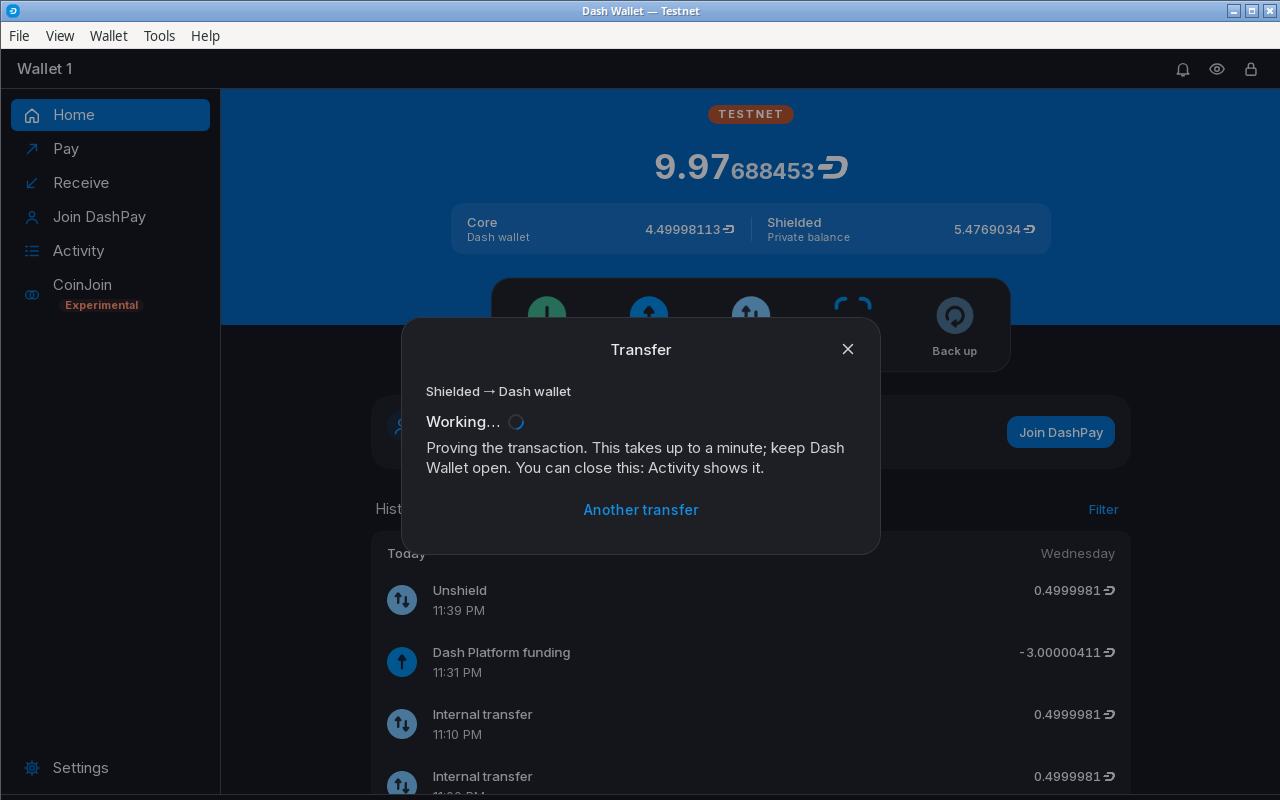 Dash Wallet — Testnet
File View Wallet Tools Help
Wallet 1
Home
Pay
Receive
Join DashPay
Activity
CoinJoin
Experimental
Settings
TESTNET
9.97688453
Core
Dash wallet
4.49998113
Shielded
Private balance
5.4769034
Back up
Transfer
Shielded → Dash wallet
Working...
Proving the transaction. This takes up to a minute; keep Dash
Wallet open. You can close this: Activity shows it.
Another transfer
Join DashPay
Hist
Filter
Today
Wednesday
Unshield
0.4999981
11:39 PM
Dash Platform funding
-3.00000411
11:31 PM
Internal transfer
0.4999981
11:10 PM
Internal transfer
0.4999981